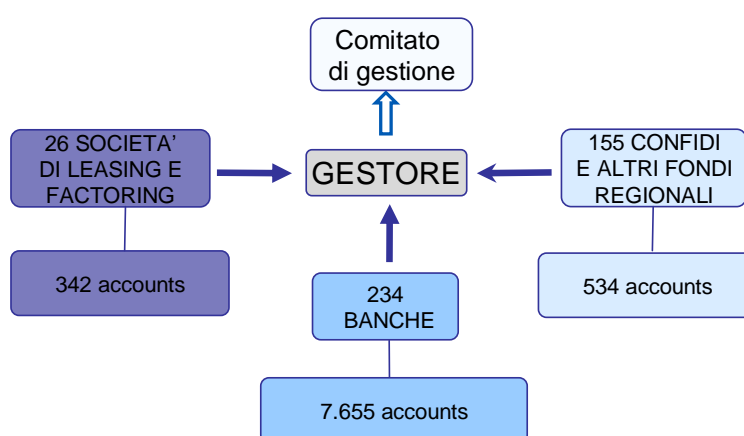 Comitato
di gestione
26 SOCIETA'
DI LEASING E
FACTORING
GESTORE
155 CONFIDI
E ALTRI FONDI
REGIONALI
342 accounts
234
BANCHE
534 accounts
7.655 accounts